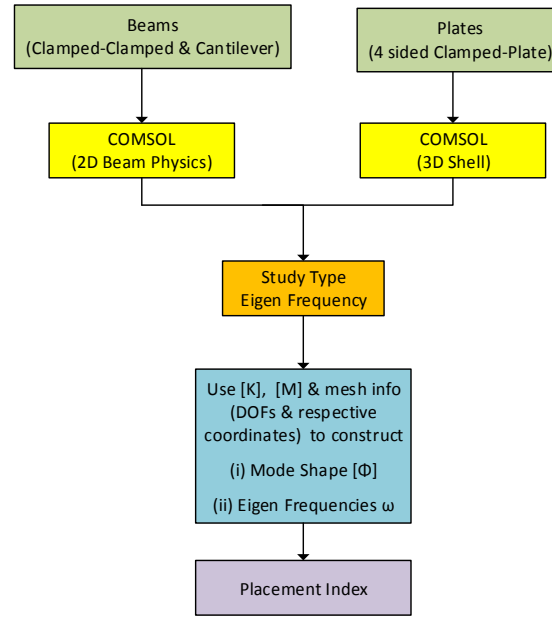 Beams
(Clamped-Clamped & Cantilever)
Plates
(4 sided Clamped-Plate)
COMSOL
(2D Beam Physics)
COMSOL
(3D Shell)
Study Type
Eigen Frequency
Use [K], [M] & mesh info
(DOFs & respective
coordinates) to construct
(i) Mode Shape [Φ]
(ii) Eigen Frequencies ω
Placement Index